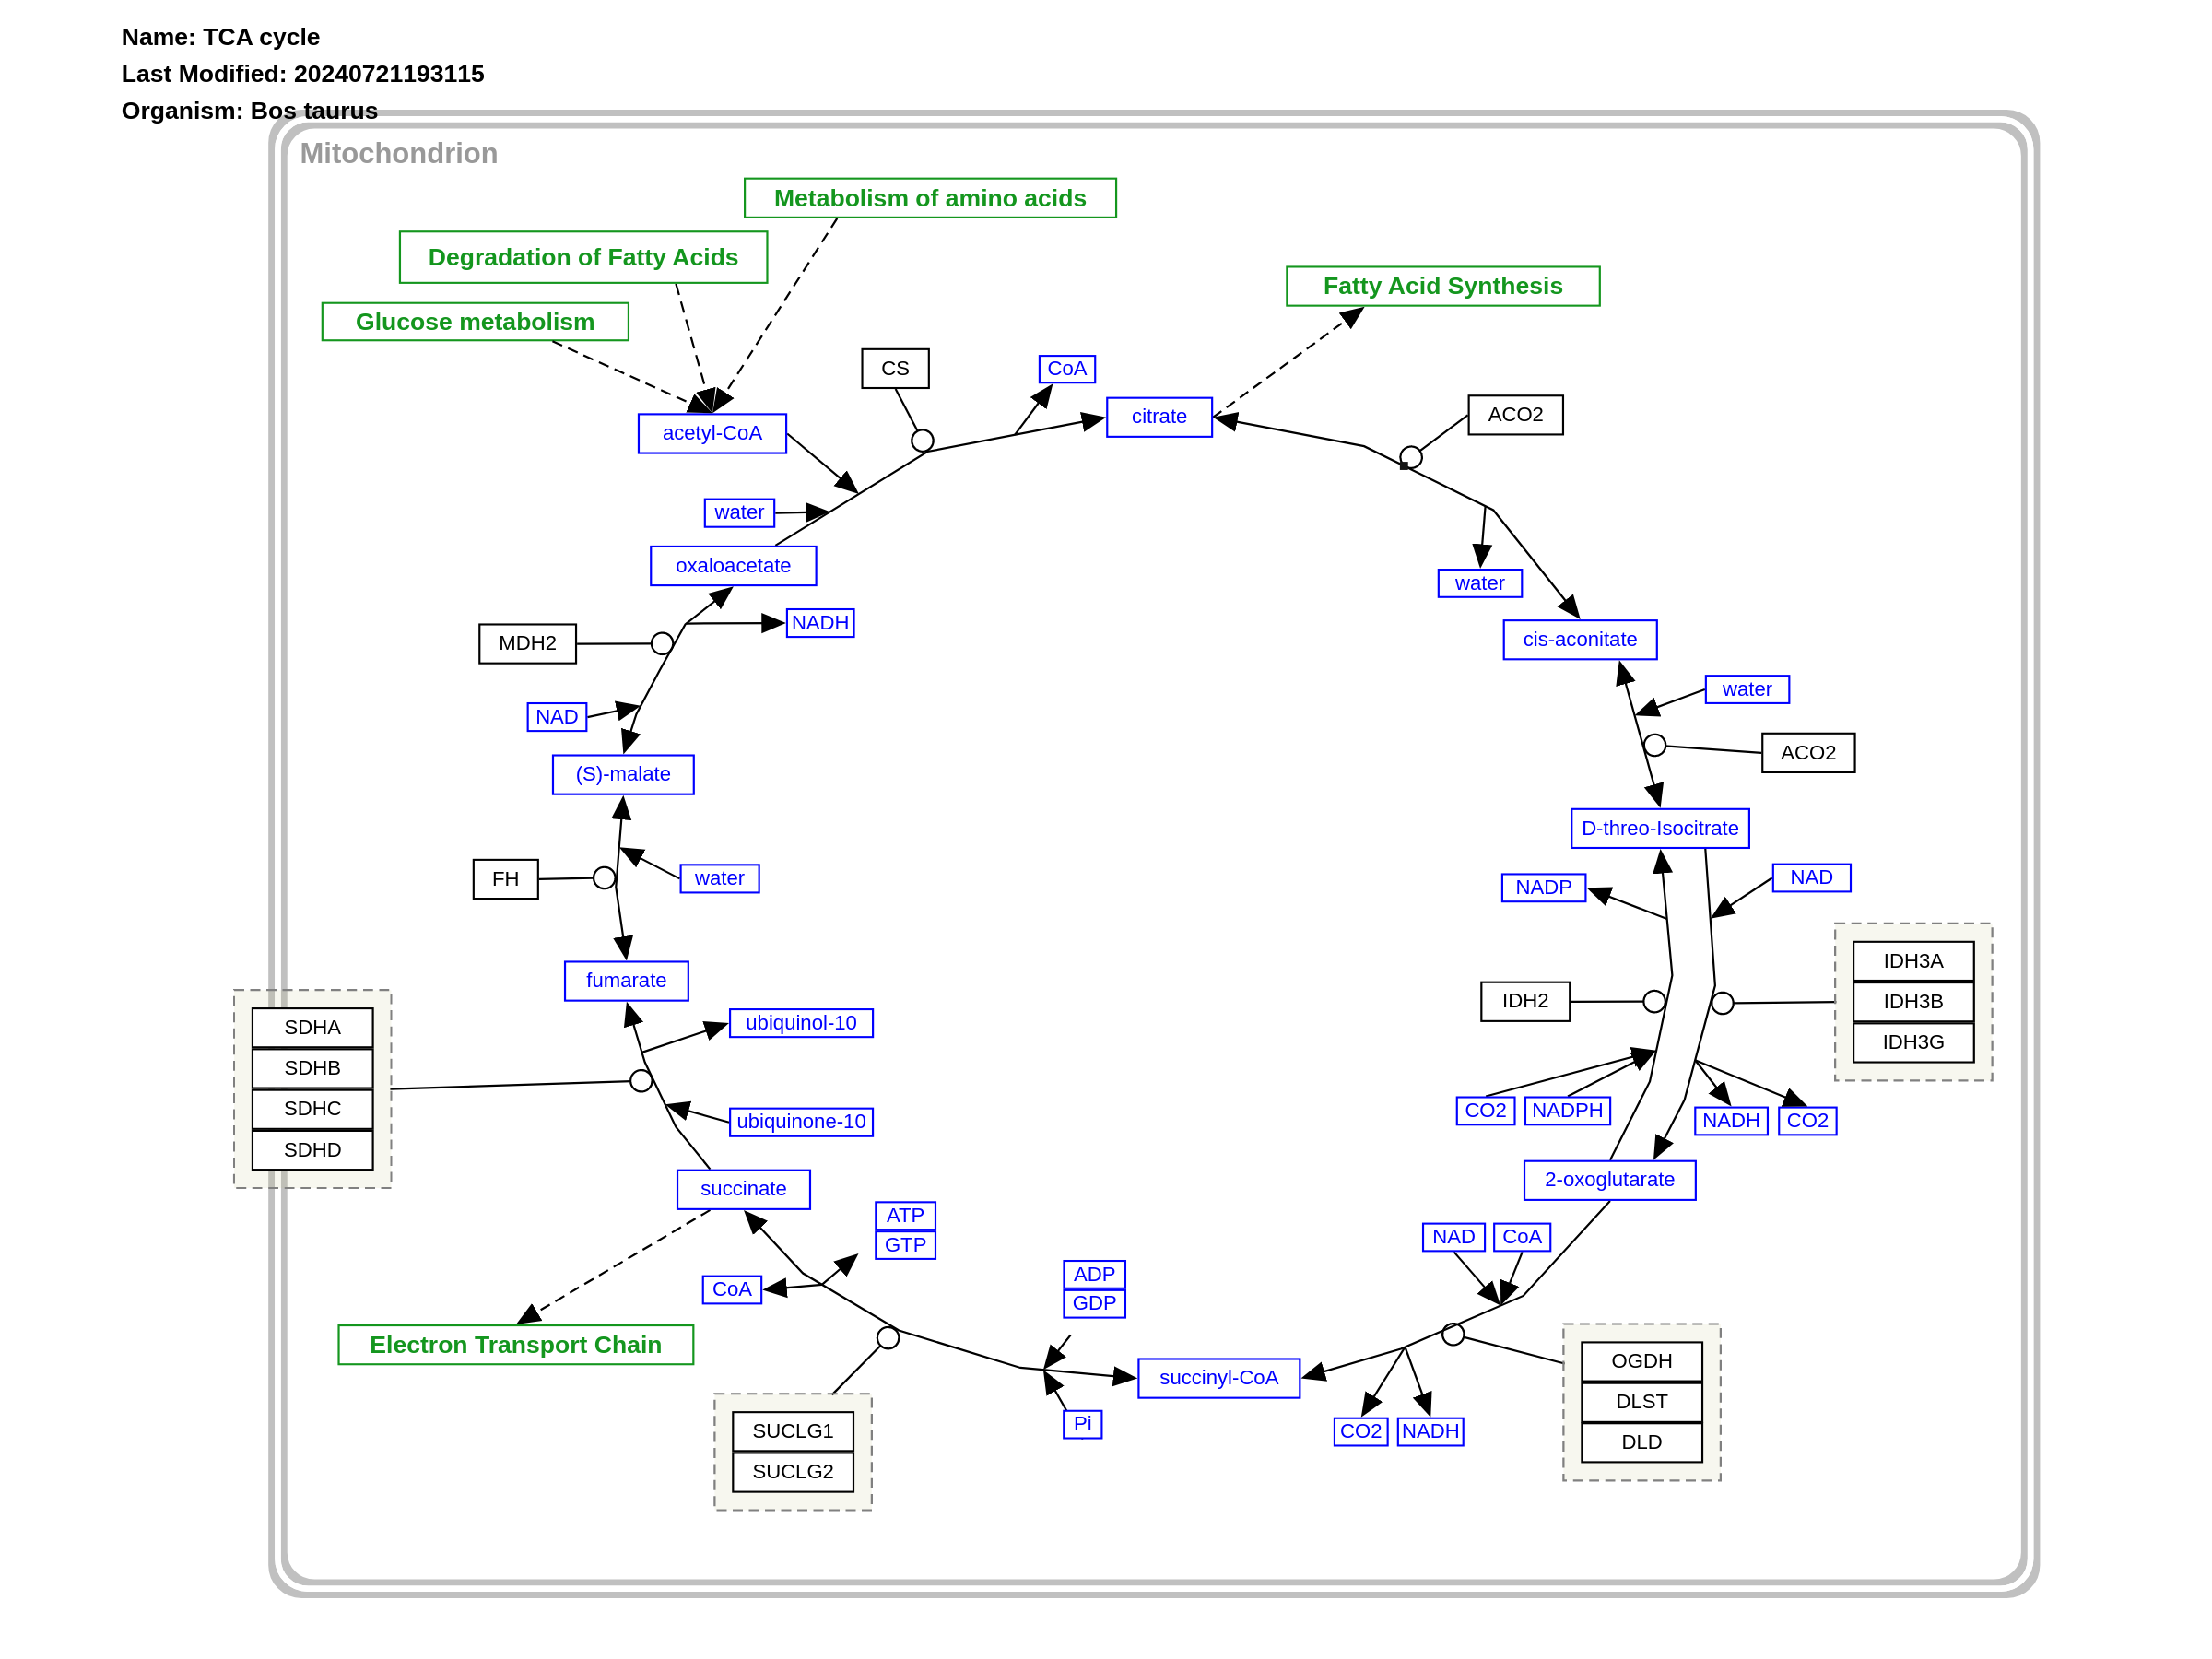 Name: TCA cycle
Last Modified: 20240721193115
Organism: Bos taurus
Mitochondrion
Metabolism of amino acids
Degradation of Fatty Acids
Glucose metabolism
Fatty Acid Synthesis
CS
CoA
citrate
ACO2
acetyl-CoA
water
oxaloacetate
water
NADH
MDH2
cis-aconitate
water
NAD
ACO2
(S)-malate
D-threo-Isocitrate
FH
water
NADP
NAD
IDH3A
IDH3B
IDH3G
fumarate
IDH2
SDHA
SDHB
SDHC
SDHD
ubiquinol-10
ubiquinone-10
CO2
NADPH
NADH
CO2
succinate
2-oxoglutarate
ATP
GTP
NAD
CoA
CoA
ADP
GDP
Electron Transport Chain
succinyl-CoA
OGDH
DLST
DLD
SUCLG1
SUCLG2
Pi
CO2
NADH